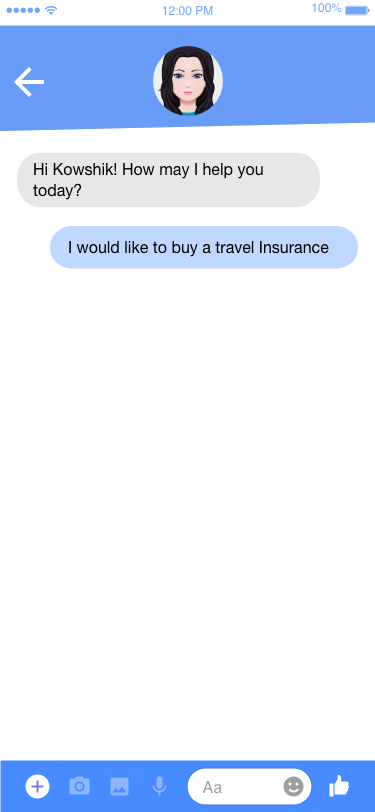 12:00 PM 100%
Hi Kowshik! How may I help you
today?
I would like to buy a travel Insurance
Aa